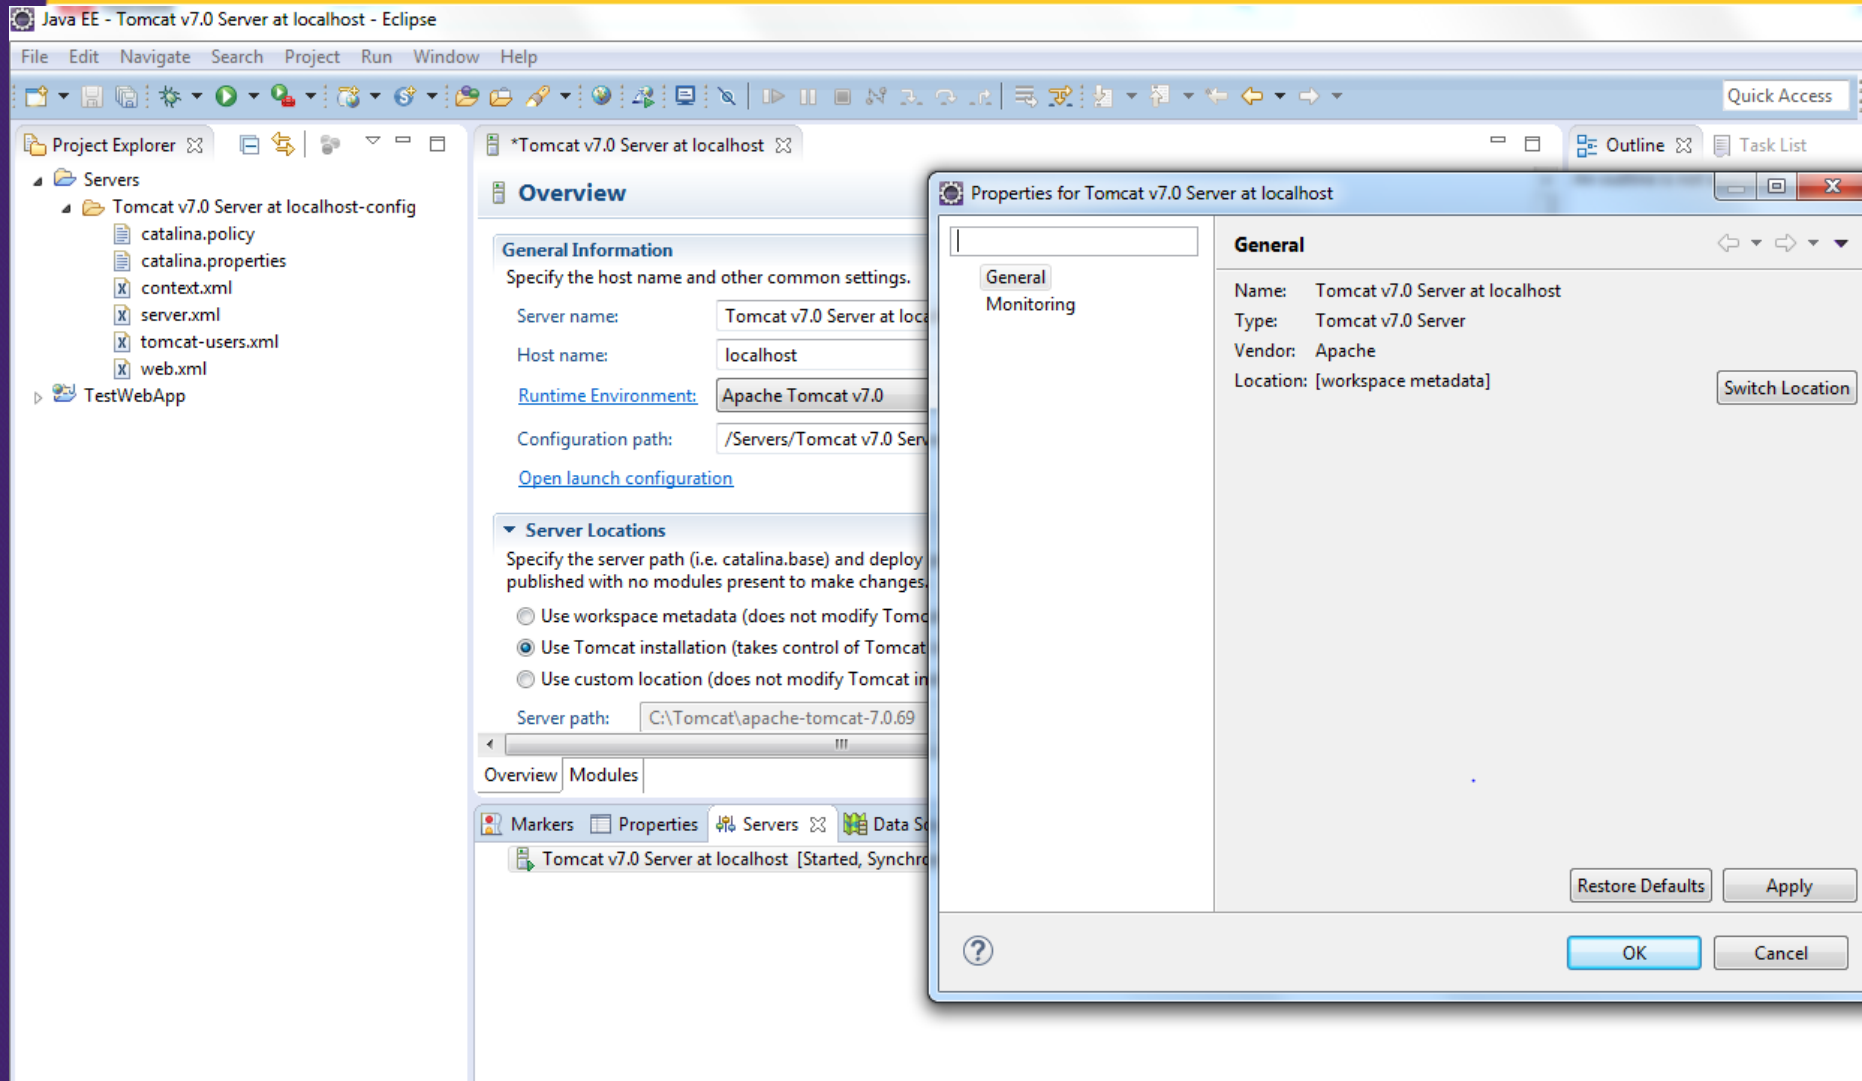 Java EE - Tomcat v7.0 Server at localhost - Eclipse
File Edit Navigate Search Project Run Window Help
Quick Access
Project Explorer
Servers
Tomcat v7.0 Server at localhost-config
catalina.policy
catalina.properties
context.xml
server.xml
tomcat-users.xml
web.xml
TestWebApp
*Tomcat v7.0 Server at localhost
Overview
General Information
Specify the host name and other common settings.
Server name: Tomcat v7.0 Server at loca
Host name: localhost
Runtime Environment: Apache Tomcat v7.0
Configuration path: /Servers/Tomcat v7.0 Serv
Open launch configuration
Server Locations
Specify the server path (i.e. catalina.base) and deploy
published with no modules present to make changes.
Use workspace metadata (does not modify Tomc
Use Tomcat installation (takes control of Tomcat
Use custom location (does not modify Tomcat in
Server path: C:\Tomcat\apache-tomcat-7.0.69
Overview Modules
Markers Properties Servers Data So
Tomcat v7.0 Server at localhost [Started, Synchro
Outline Task List
Properties for Tomcat v7.0 Server at localhost
General
Monitoring
General
Name: Tomcat v7.0 Server at localhost
Type: Tomcat v7.0 Server
Vendor: Apache
Location: [workspace metadata]
Switch Location
Restore Defaults Apply
OK Cancel